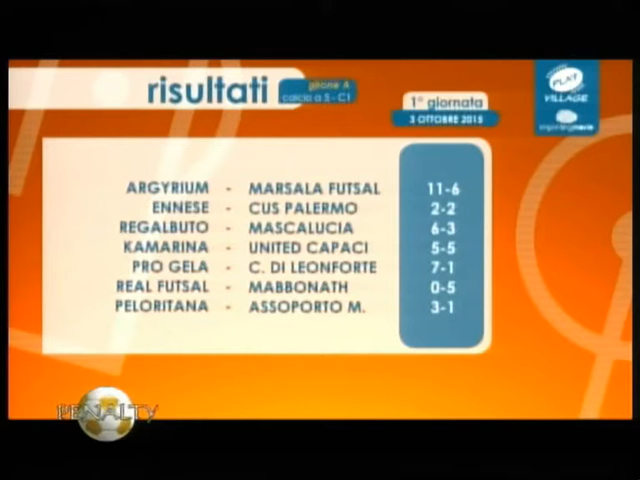 risultati
girone A
calcio a 5 - C1
1° giornata
3 OTTOBRE 2015
PLAY
VILLAGE
ARGYRIUM - MARSALA FUTSAL 11-6
ENNESE - CUS PALERMO 2-2
REGALBUTO - MASCALUCIA 6-3
KAMARINA - UNITED CAPACI 5-5
PRO GELA - C. DI LEONFORTE 7-1
REAL FUTSAL - MABBONATH 0-5
PELORITANA - ASSOPORTO M. 3-1
PENALTY